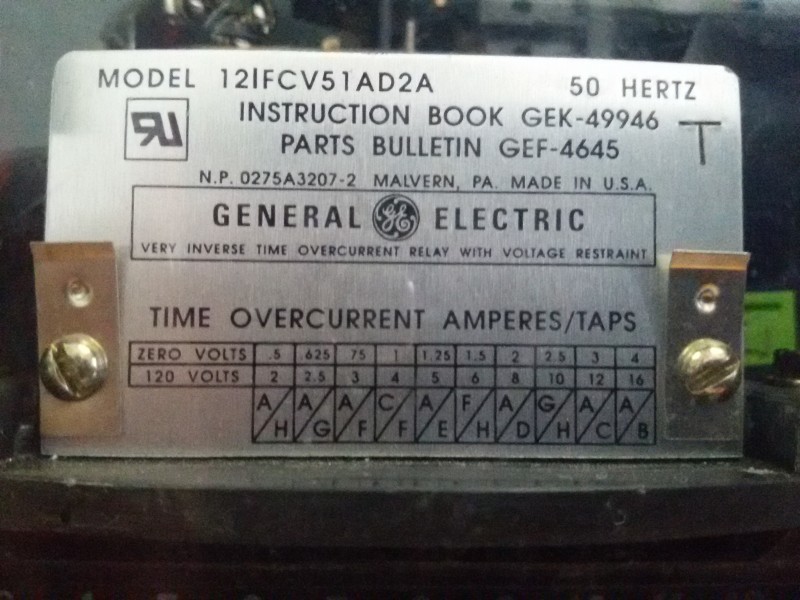 MODEL 12IFCV51AD2A 50 HERTZ
INSTRUCTION BOOK GEK-49946
PARTS BULLETIN GEF-4645 T
N.P. 0275A3207-2 MALVERN, PA. MADE IN U.S.A.
GENERAL GE ELECTRIC
VERY INVERSE TIME OVERCURRENT RELAY WITH VOLTAGE RESTRAINT
TIME OVERCURRENT AMPERES/TAPS
ZERO VOLTS .5 .625 .75 1 1.25 1.5 2 2.5 3 4
120 VOLTS 2 2.5 3 4 5 6 8 10 12 16
A/H A/G A/F C/F A/E F/H A/D G/H A/C A/B